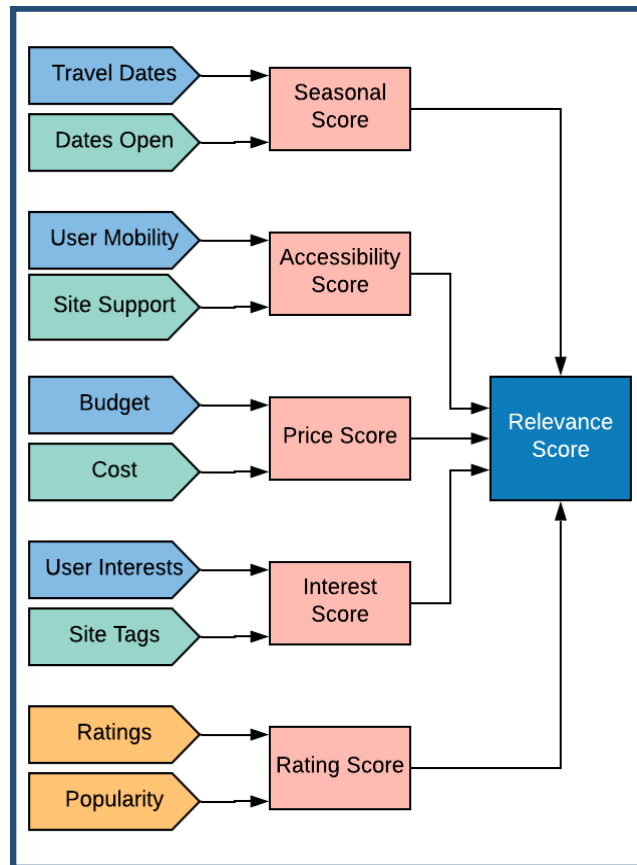 Travel Dates
Dates Open
Seasonal
Score
User Mobility
Site Support
Accessibility
Score
Budget
Cost
Price Score
Relevance
Score
User Interests
Site Tags
Interest
Score
Ratings
Popularity
Rating Score